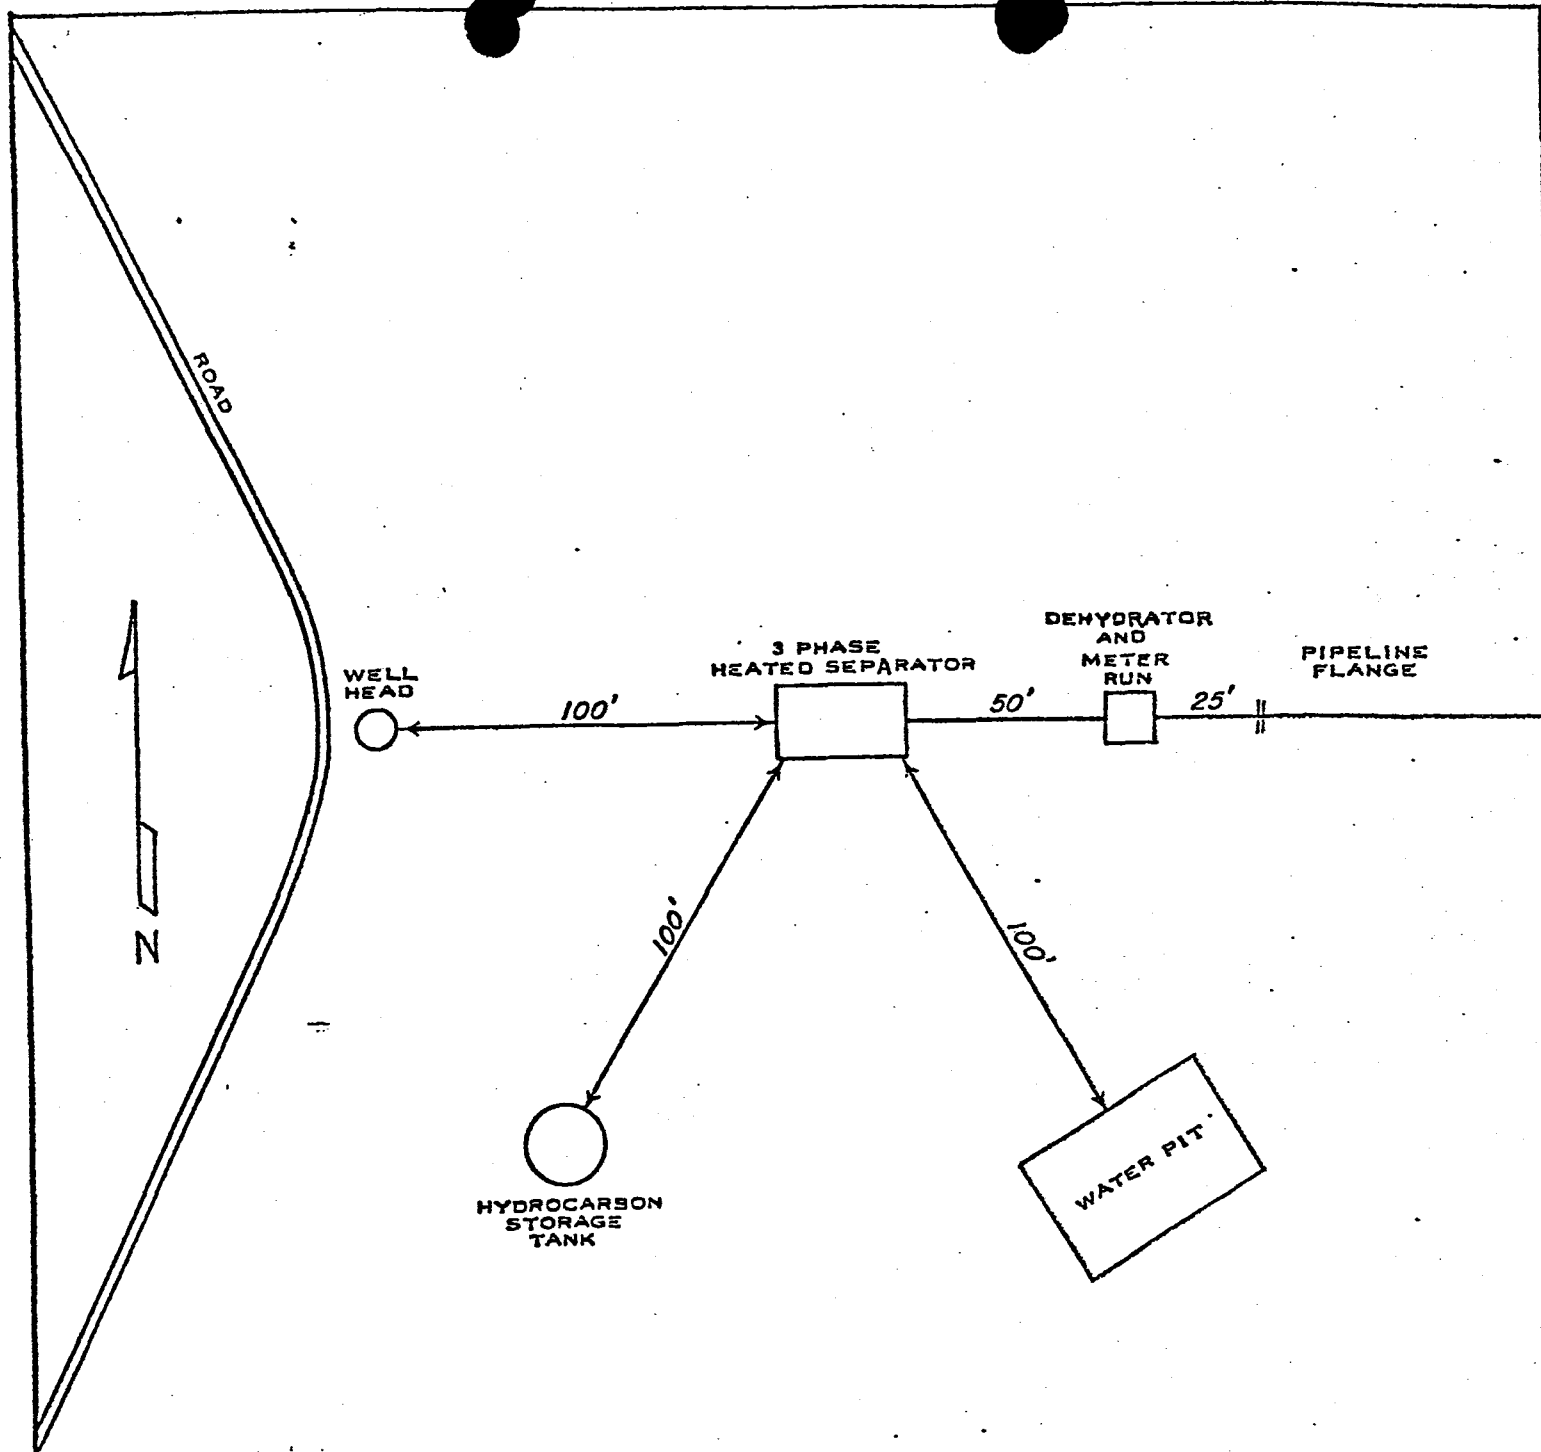 ROAD
WELL
HEAD
100'
3 PHASE
HEATED SEPARATOR
50'
DEHYDRATOR
AND
METER
RUN
25'
PIPELINE
FLANGE
N
100'
100'
HYDROCARBON
STORAGE
TANK
WATER PIT